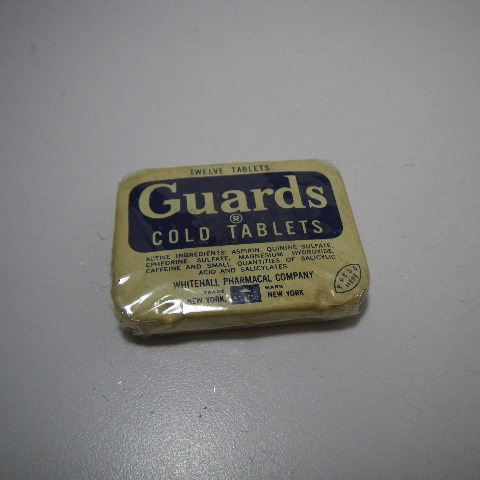 TWELVE TABLETS
Guards
®
COLD TABLETS
ACTIVE INGREDIENTS: ASPIRIN, QUININE SULFATE,
EPHEDRINE SULFATE, MAGNESIUM HYDROXIDE,
CAFFEINE AND SMALL QUANTITIES OF SALICYLIC
ACID AND SALICYLATES
WHITEHALL PHARMACAL COMPANY
TRADE MARK
NEW YORK, NEW YORK
PRESS
HERE